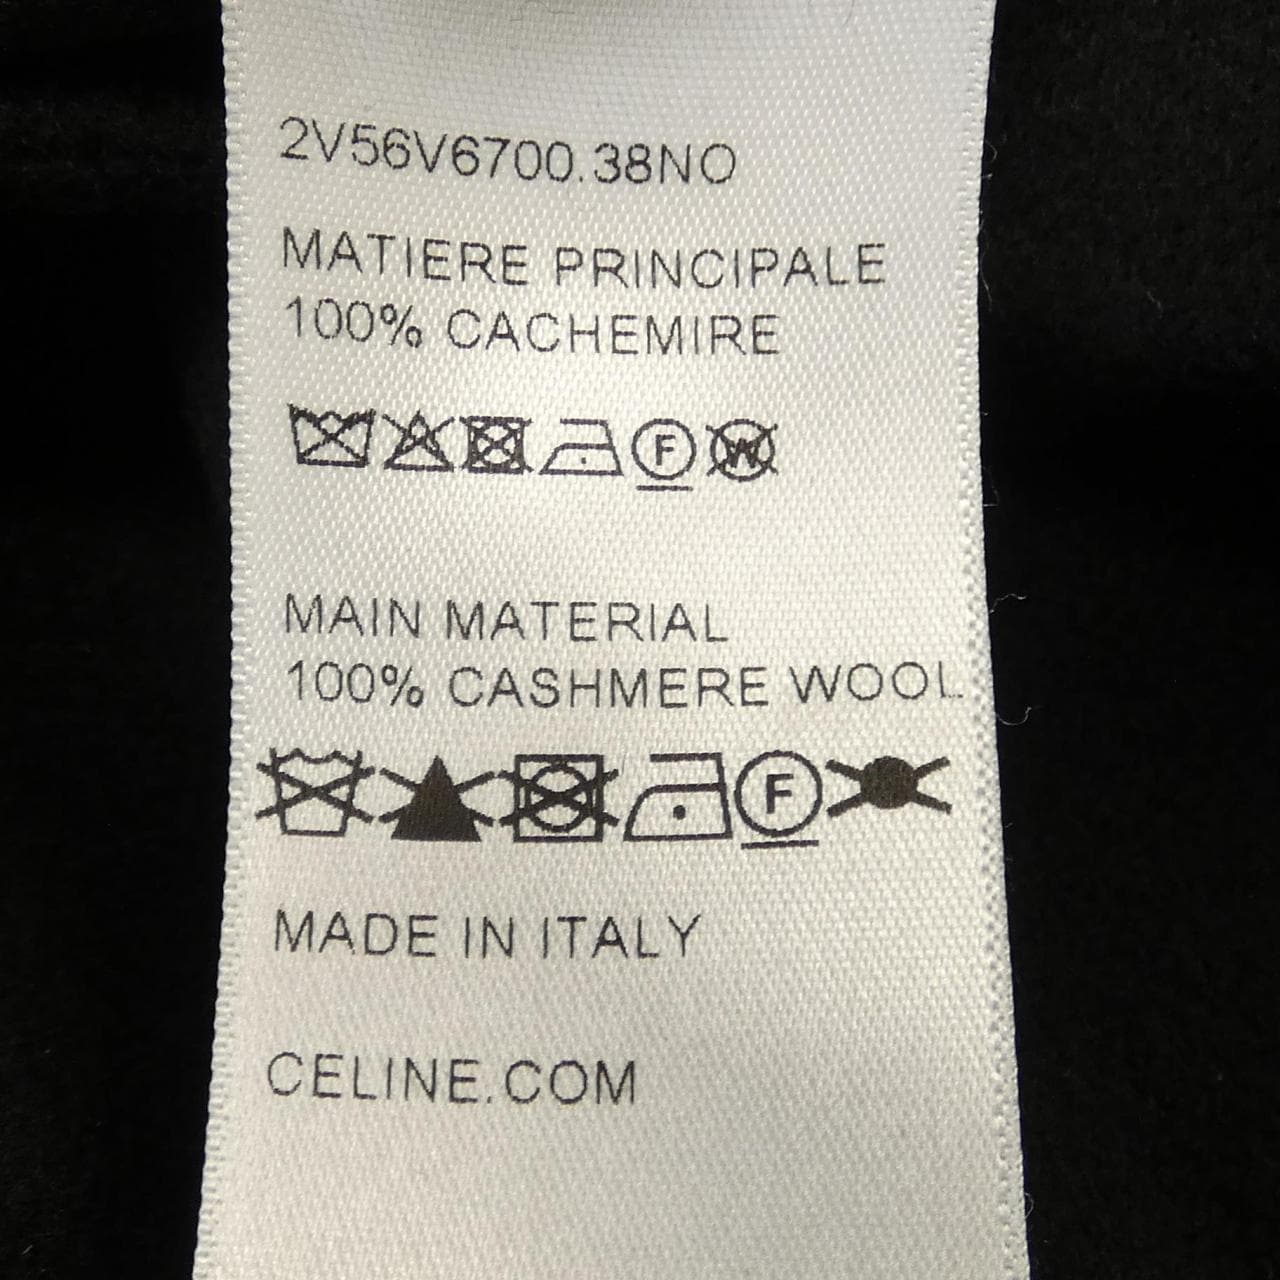 2V56V6700.38NO
MATIERE PRINCIPALE
100% CACHEMIRE
F W
MAIN MATERIAL
100% CASHMERE WOOL
F
MADE IN ITALY
CELINE.COM